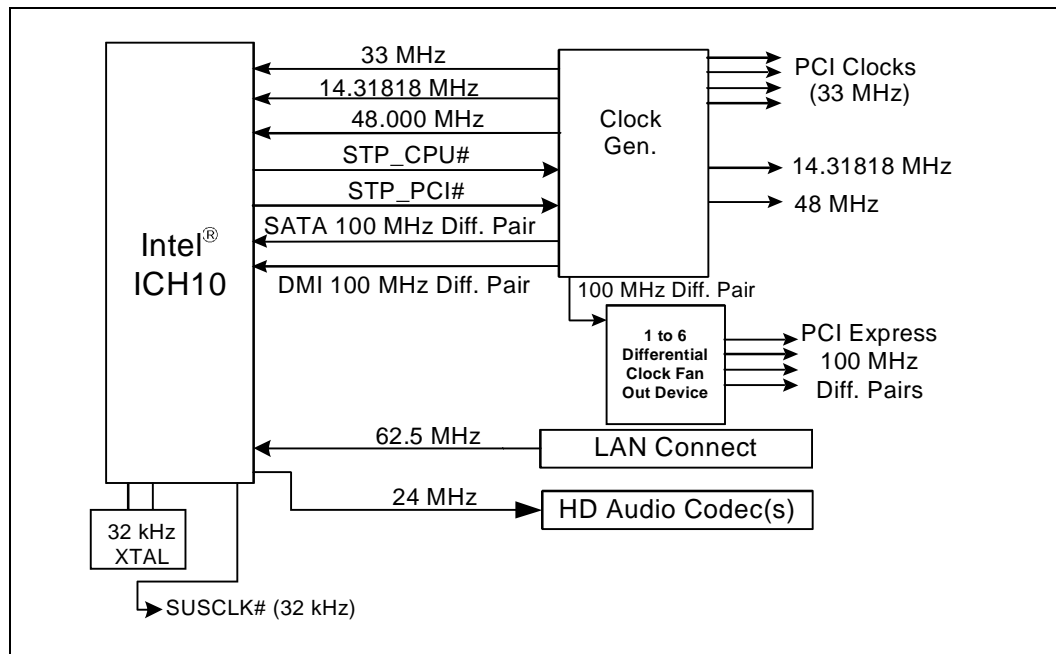 33 MHz
14.31818 MHz
48.000 MHz
STP_CPU#
STP_PCI#
SATA 100 MHz Diff. Pair
DMI 100 MHz Diff. Pair
Intel®
ICH10
Clock
Gen.
PCI Clocks
(33 MHz)
14.31818 MHz
48 MHz
100 MHz Diff. Pair
1 to 6
Differential
Clock Fan
Out Device
PCI Express
100 MHz
Diff. Pairs
62.5 MHz
LAN Connect
24 MHz
HD Audio Codec(s)
32 kHz
XTAL
SUSCLK# (32 kHz)